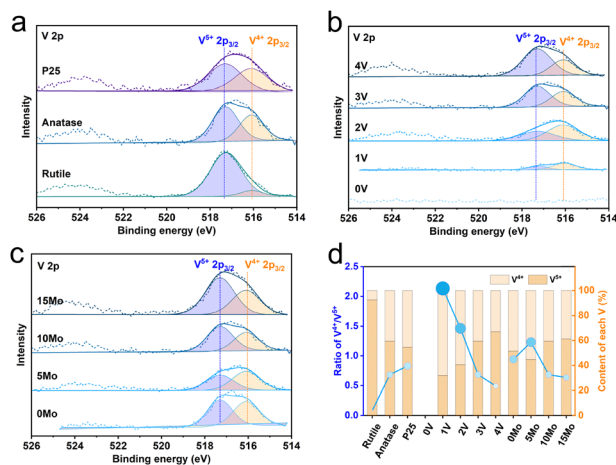 a
V 2p
V⁵⁺ 2p₃/₂
V⁴⁺ 2p₃/₂
P25
Anatase
Rutile
Intensity
526 524 522 520 518 516 514
Binding energy (eV)
b
V 2p
V⁵⁺ 2p₃/₂
V⁴⁺ 2p₃/₂
4V
3V
2V
1V
0V
Intensity
526 524 522 520 518 516 514
Binding energy (eV)
c
V 2p
V⁵⁺ 2p₃/₂
V⁴⁺ 2p₃/₂
15Mo
10Mo
5Mo
0Mo
Intensity
526 524 522 520 518 516 514
Binding energy (eV)
d
V⁴⁺
V⁵⁺
Ratio of V⁴⁺/V⁵⁺
2.5
2.0
1.5
1.0
0.5
0.0
Content of each V (%)
100
80
60
40
20
0
Rutile
Anatase
P25
0V
1V
2V
3V
4V
0Mo
5Mo
10Mo
15Mo